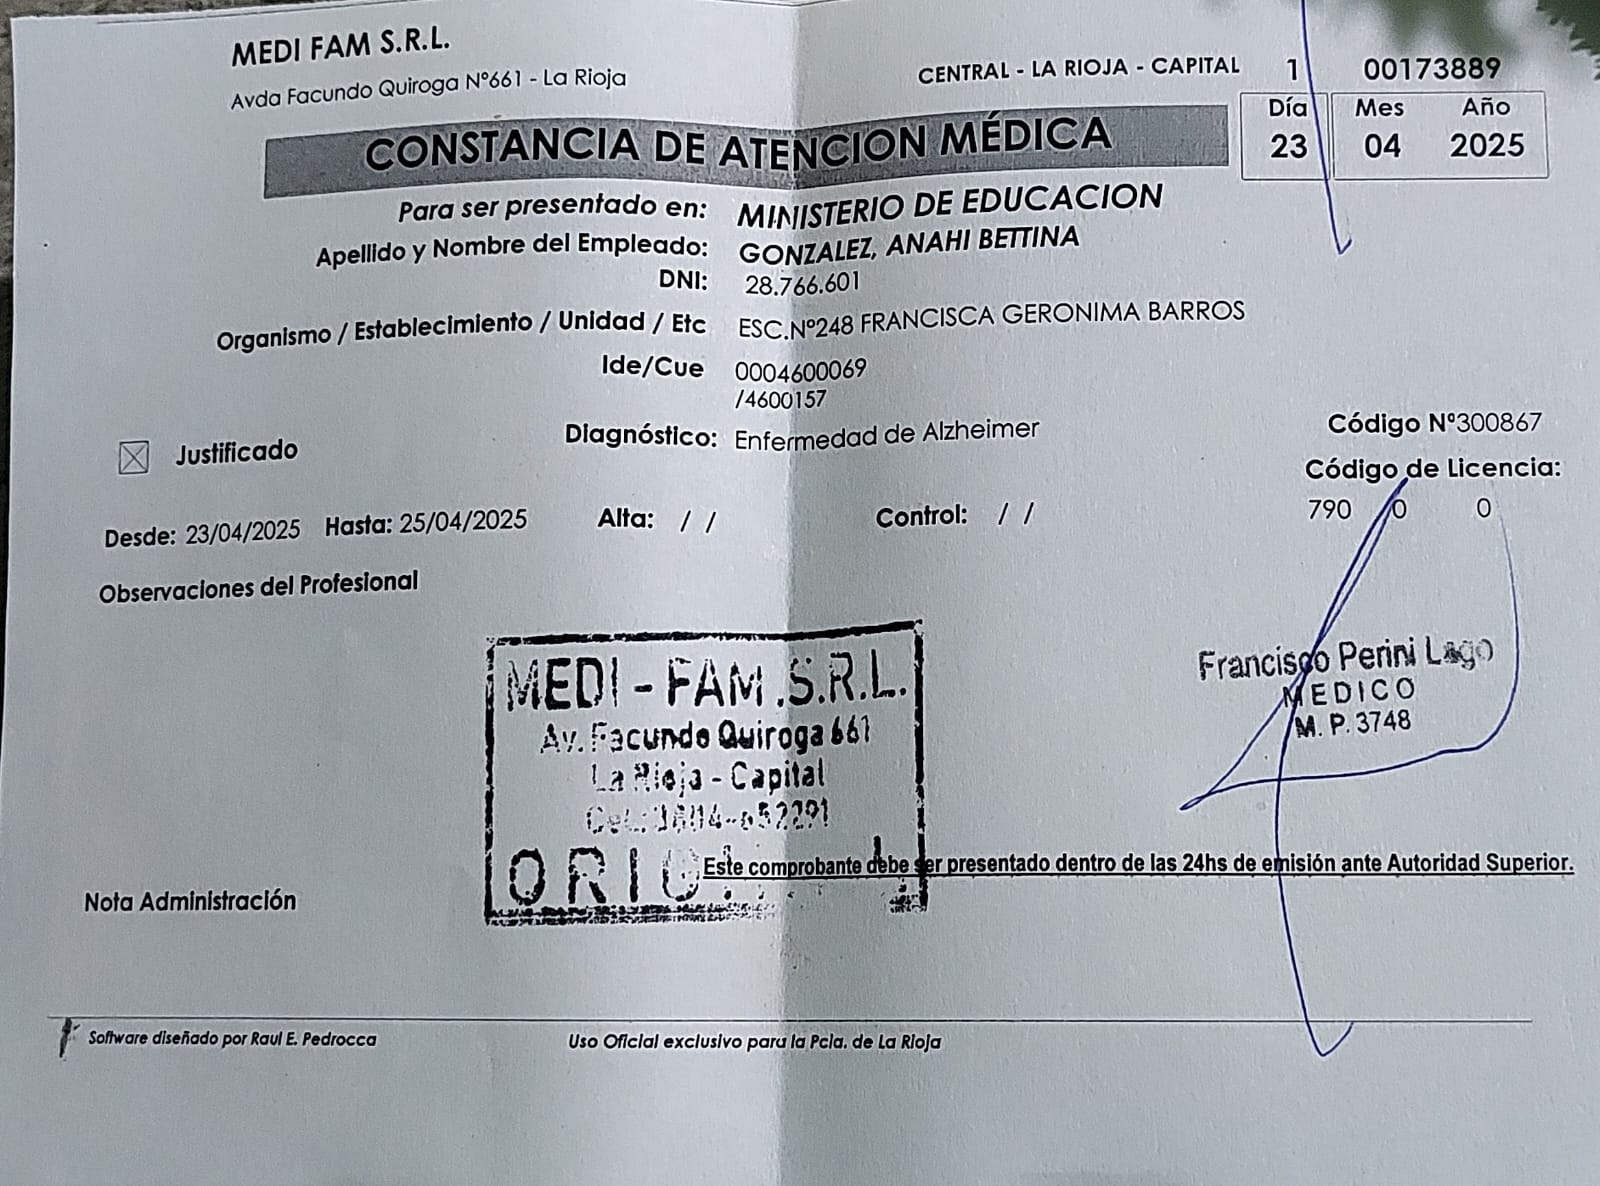 MEDI FAM S.R.L.
Avda Facundo Quiroga Nº661 - La Rioja
CENTRAL - LA RIOJA - CAPITAL 1 00173889
CONSTANCIA DE ATENCION MÉDICA
Día Mes Año
23 04 2025
Para ser presentado en: MINISTERIO DE EDUCACION
Apellido y Nombre del Empleado: GONZALEZ, ANAHI BETTINA
DNI: 28.766.601
Organismo / Establecimiento / Unidad / Etc ESC.Nº248 FRANCISCA GERONIMA BARROS
Ide/Cue 0004600069
/4600157
Justificado
Diagnóstico: Enfermedad de Alzheimer
Código Nº300867
Código de Licencia:
790 0 0
Desde: 23/04/2025 Hasta: 25/04/2025 Alta: / / Control: / /
Observaciones del Profesional
MEDI - FAM .S.R.L.
Av. Facundo Quiroga 661
La Rioja - Capital
Francisco Perini Lago
MEDICO
M. P. 3748
Este comprobante debe ser presentado dentro de las 24hs de emisión ante Autoridad Superior.
Nota Administración
Software diseñado por Raul E. Pedrocca
Uso Oficial exclusivo para la Pcia. de La Rioja